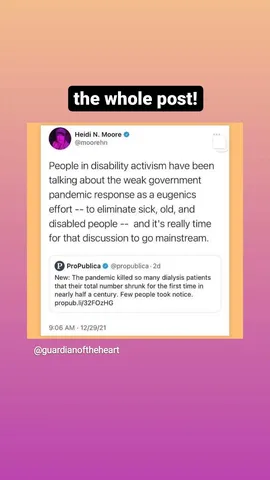 the whole post!
Heidi N. Moore
@moorehn
People in disability activism have been
talking about the weak government
pandemic response as a eugenics
effort -- to eliminate sick, old, and
disabled people -- and it's really time
for that discussion to go mainstream.
ProPublica @propublica · 2d
New: The pandemic killed so many dialysis patients
that their total number shrunk for the first time in
nearly half a century. Few people took notice.
propub.li/32FOzHG
9:06 AM · 12/29/21
@guardianoftheheart